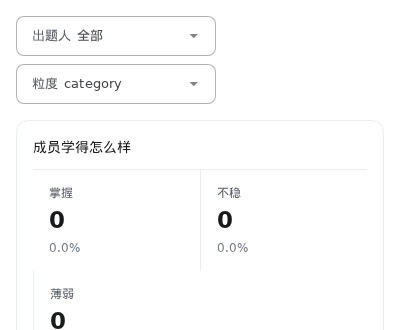 出题人 全部
粒度 category
成员学得怎么样
掌握
0
0.0%
不稳
0
0.0%
薄弱
0